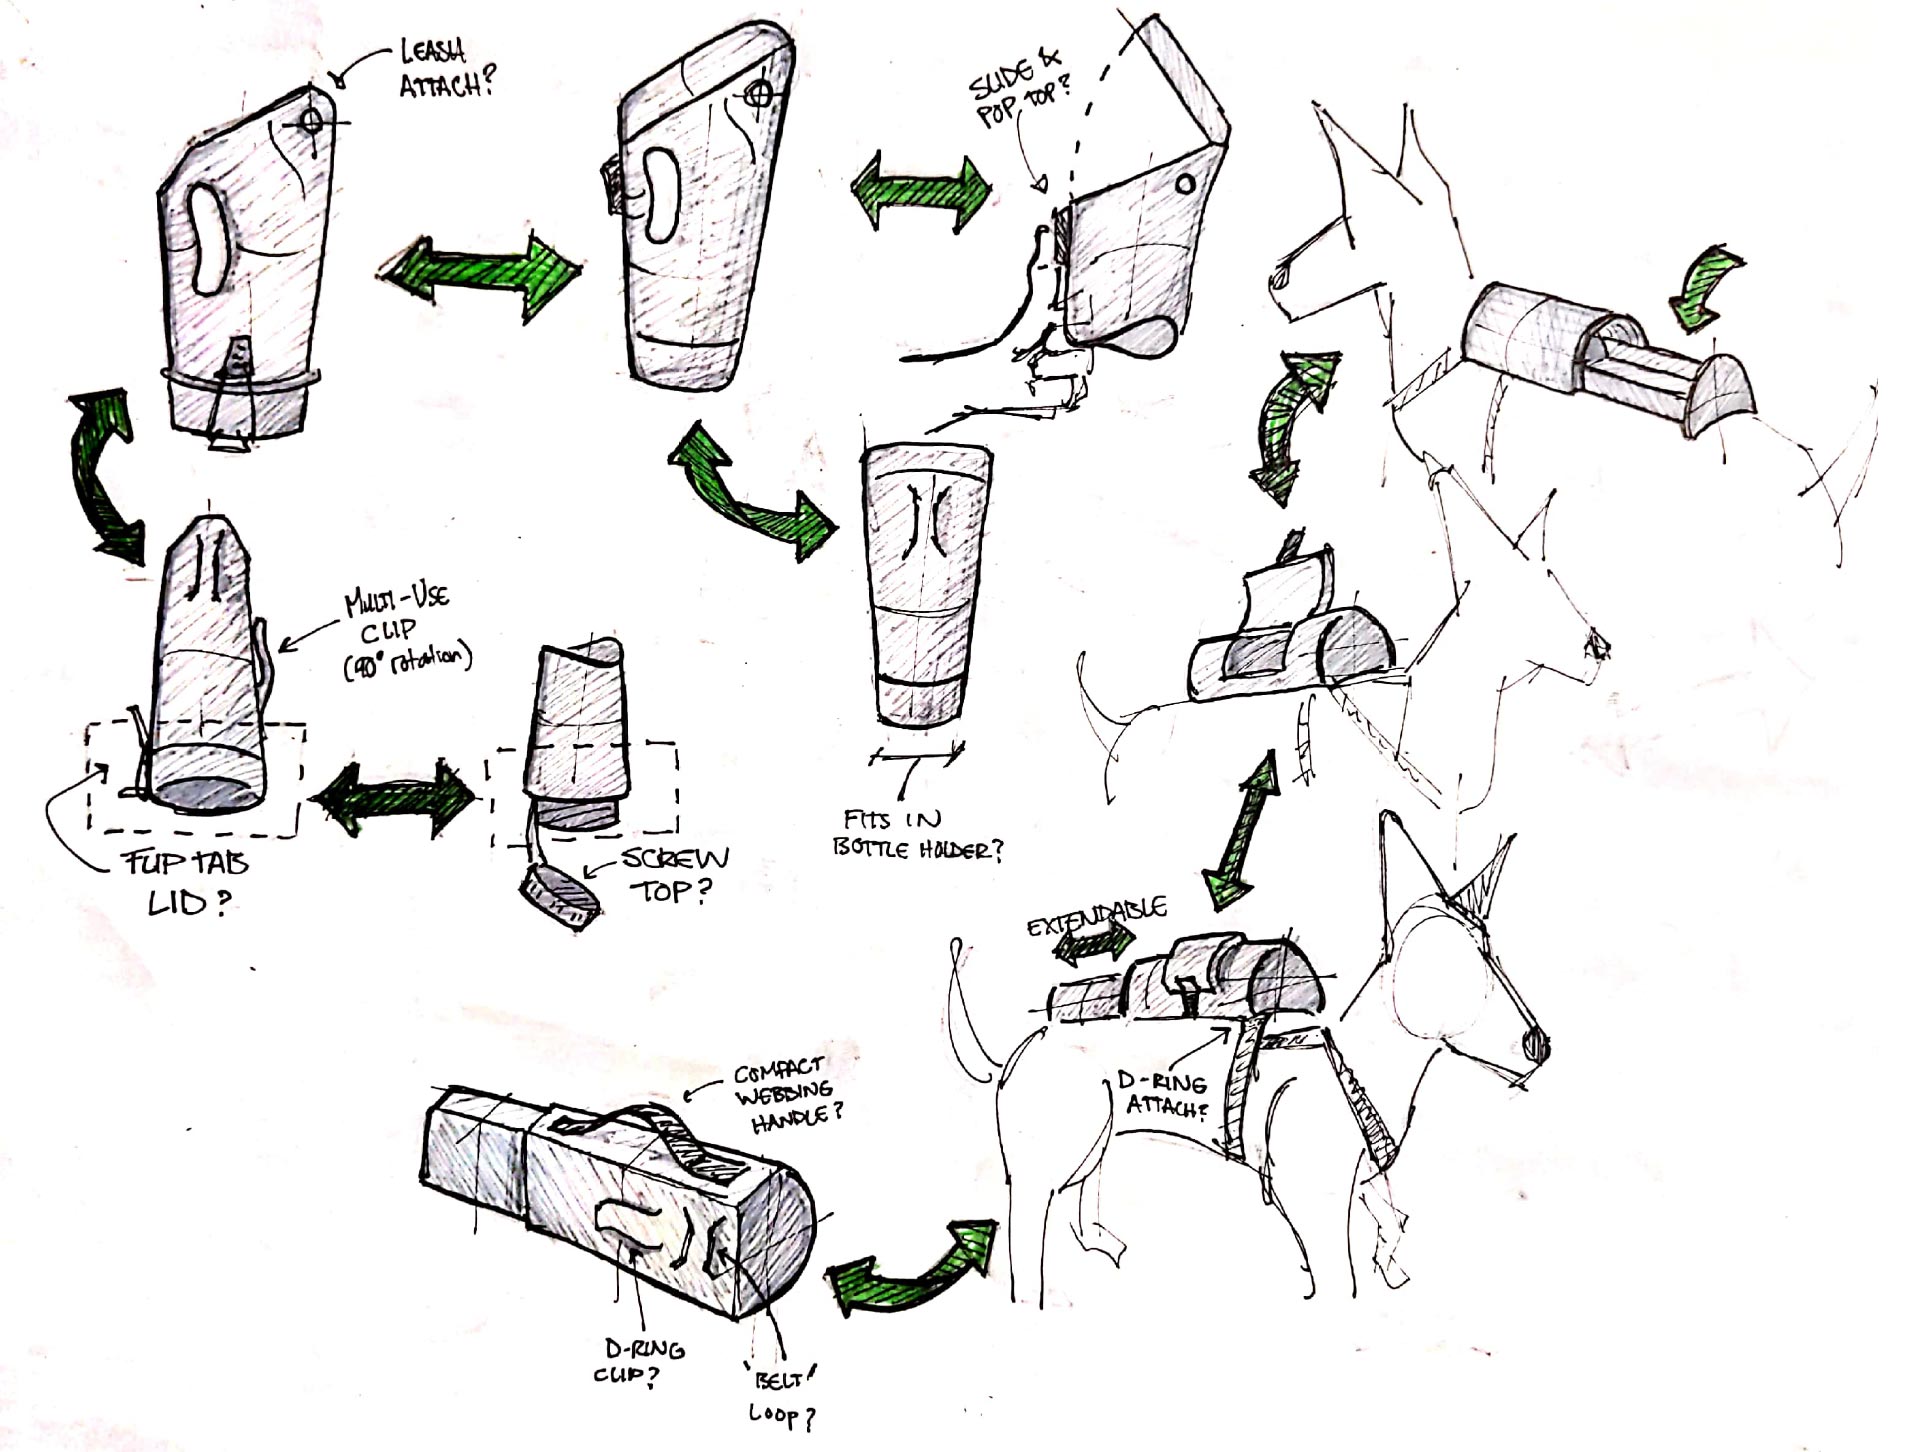 LEASH
ATTACH?
SLIDE &
POP TOP?
MULTI-USE
CLIP
(90° rotation)
FLIP TAB
LID?
SCREW
TOP?
FITS IN
BOTTLE HOLDER?
EXTENDABLE
D-RING
ATTACH?
COMPACT
WEBBING
HANDLE?
D-RING
CLIP?
'BELT'
LOOP?